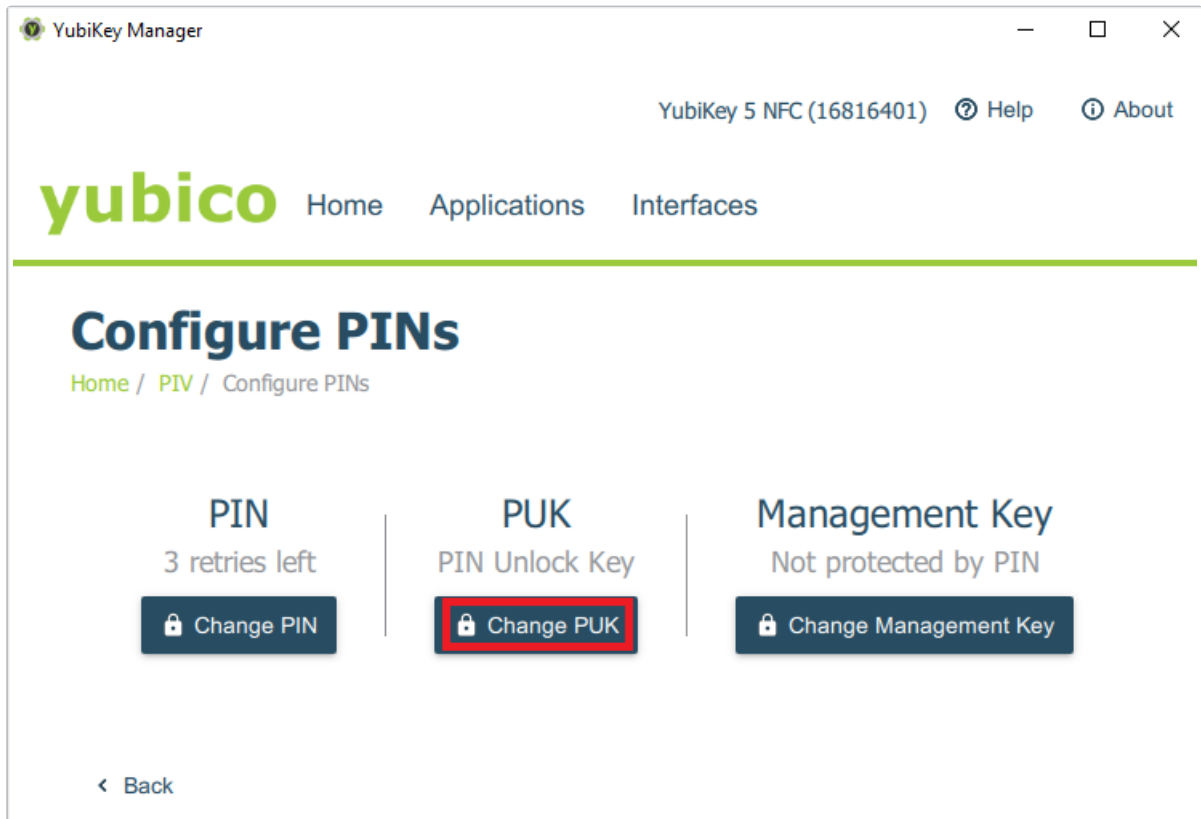 YubiKey Manager
YubiKey 5 NFC (16816401) Help About
yubico Home Applications Interfaces
Configure PINs
Home / PIV / Configure PINs
PIN PUK Management Key
3 retries left PIN Unlock Key Not protected by PIN
Change PIN Change PUK Change Management Key
Back